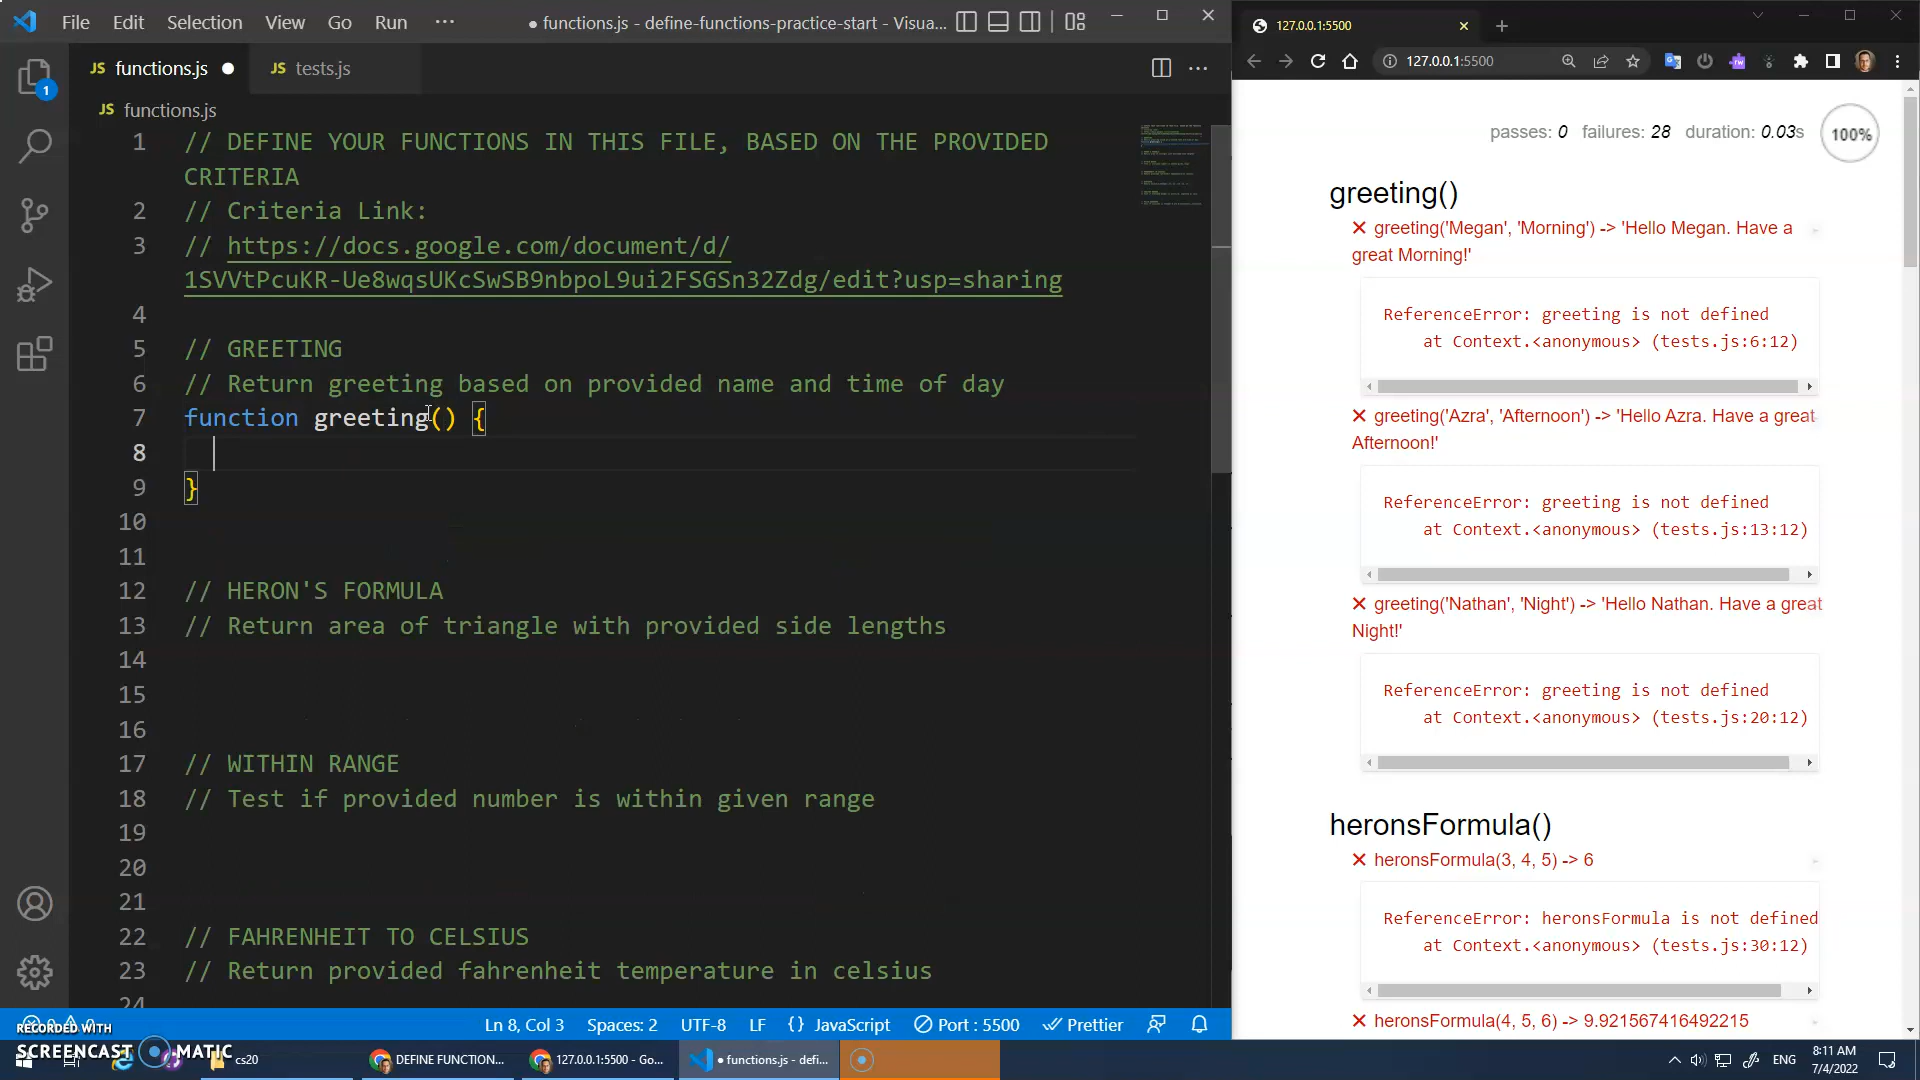 File Edit Selection View Go Run ···
● functions.js - define-functions-practice-start - Visua...
JS functions.js ●
JS tests.js
JS functions.js
1 // DEFINE YOUR FUNCTIONS IN THIS FILE, BASED ON THE PROVIDED
CRITERIA
2 // Criteria Link:
3 // https://docs.google.com/document/d/
1SVVtPcuKR-Ue8wqsUKcSwSB9nbpoL9ui2FSGSn32Zdg/edit?usp=sharing
4
5 // GREETING
6 // Return greeting based on provided name and time of day
7 function greeting() {
8
9 }
10
11
12 // HERON'S FORMULA
13 // Return area of triangle with provided side lengths
14
15
16
17 // WITHIN RANGE
18 // Test if provided number is within given range
19
20
21
22 // FAHRENHEIT TO CELSIUS
23 // Return provided fahrenheit temperature in celsius
24
1
Ln 8, Col 3 Spaces: 2 UTF-8 LF {} JavaScript Port : 5500 Prettier
127.0.0.1:5500
127.0.0.1:5500
passes: 0 failures: 28 duration: 0.03s 100%
greeting()
greeting('Megan', 'Morning') -> 'Hello Megan. Have a
great Morning!'
ReferenceError: greeting is not defined
at Context.<anonymous> (tests.js:6:12)
greeting('Azra', 'Afternoon') -> 'Hello Azra. Have a great
Afternoon!'
ReferenceError: greeting is not defined
at Context.<anonymous> (tests.js:13:12)
greeting('Nathan', 'Night') -> 'Hello Nathan. Have a great
Night!'
ReferenceError: greeting is not defined
at Context.<anonymous> (tests.js:20:12)
heronsFormula()
heronsFormula(3, 4, 5) -> 6
ReferenceError: heronsFormula is not defined
at Context.<anonymous> (tests.js:30:12)
heronsFormula(4, 5, 6) -> 9.921567416492215
RECORDED WITH
SCREENCAST MATIC
cs20
DEFINE FUNCTION...
127.0.0.1:5500 - Go...
● functions.js - defi...
ENG
8:11 AM
7/4/2022